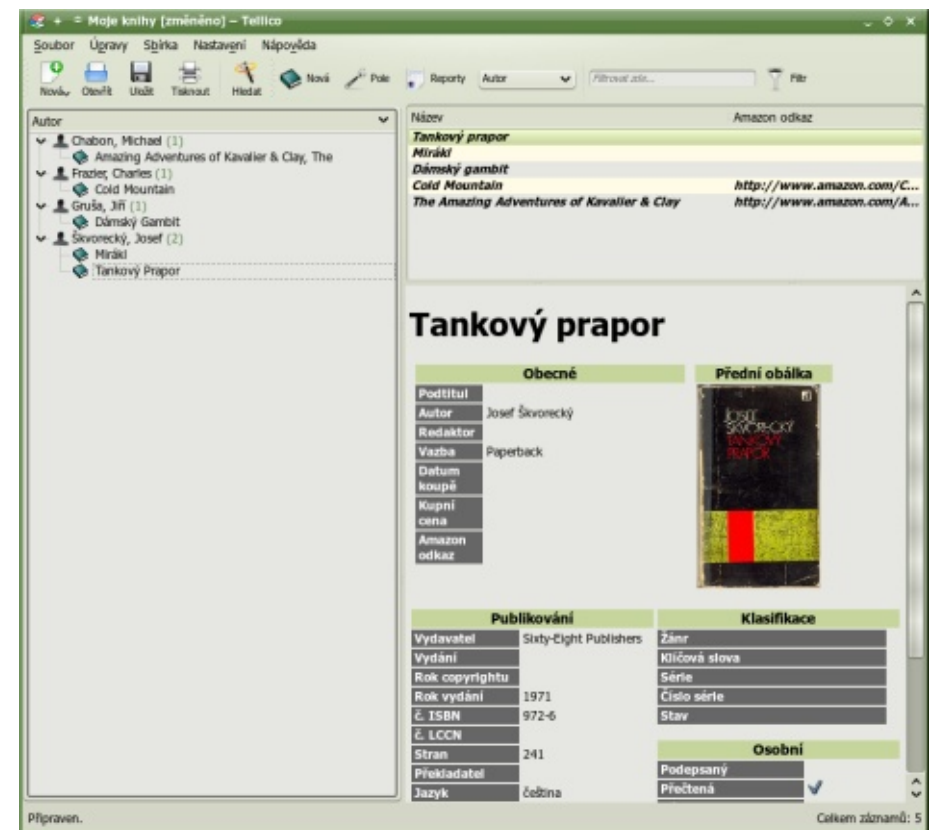 Moje knihy [změněno] – Tellico
Soubor Úpravy Sbírka Nastavení Nápověda
Nová Otevřít Uložit Tisknout Hledat Nová Pole Reporty Autor Filtrovat zde... Filtr
Autor
Chabon, Michael (1)
Amazing Adventures of Kavalier & Clay, The
Frazier, Charles (1)
Cold Mountain
Gruša, Jiří (1)
Dámský Gambit
Škvorecký, Josef (2)
Mirákl
Tankový Prapor
Název Amazon odkaz
Tankový prapor
Mirákl
Dámský gambit
Cold Mountain http://www.amazon.com/C...
The Amazing Adventures of Kavalier & Clay http://www.amazon.com/A...
Tankový prapor
Obecné
Podtitul
Autor Josef Škvorecký
Redaktor
Vazba Paperback
Datum
koupě
Kupní
cena
Amazon
odkaz
Přední obálka
JOSEF
ŠKVORECKÝ
TANKOVÝ
PRAPOR
Publikování
Vydavatel Sixty-Eight Publishers
Vydání
Rok copyrightu
Rok vydání 1971
č. ISBN 972-6
č. LCCN
Stran 241
Překladatel
Jazyk čeština
Klasifikace
Žánr
Klíčová slova
Série
Číslo série
Stav
Osobní
Podepsaný
Přečtená
Připraven. Celkem záznamů: 5